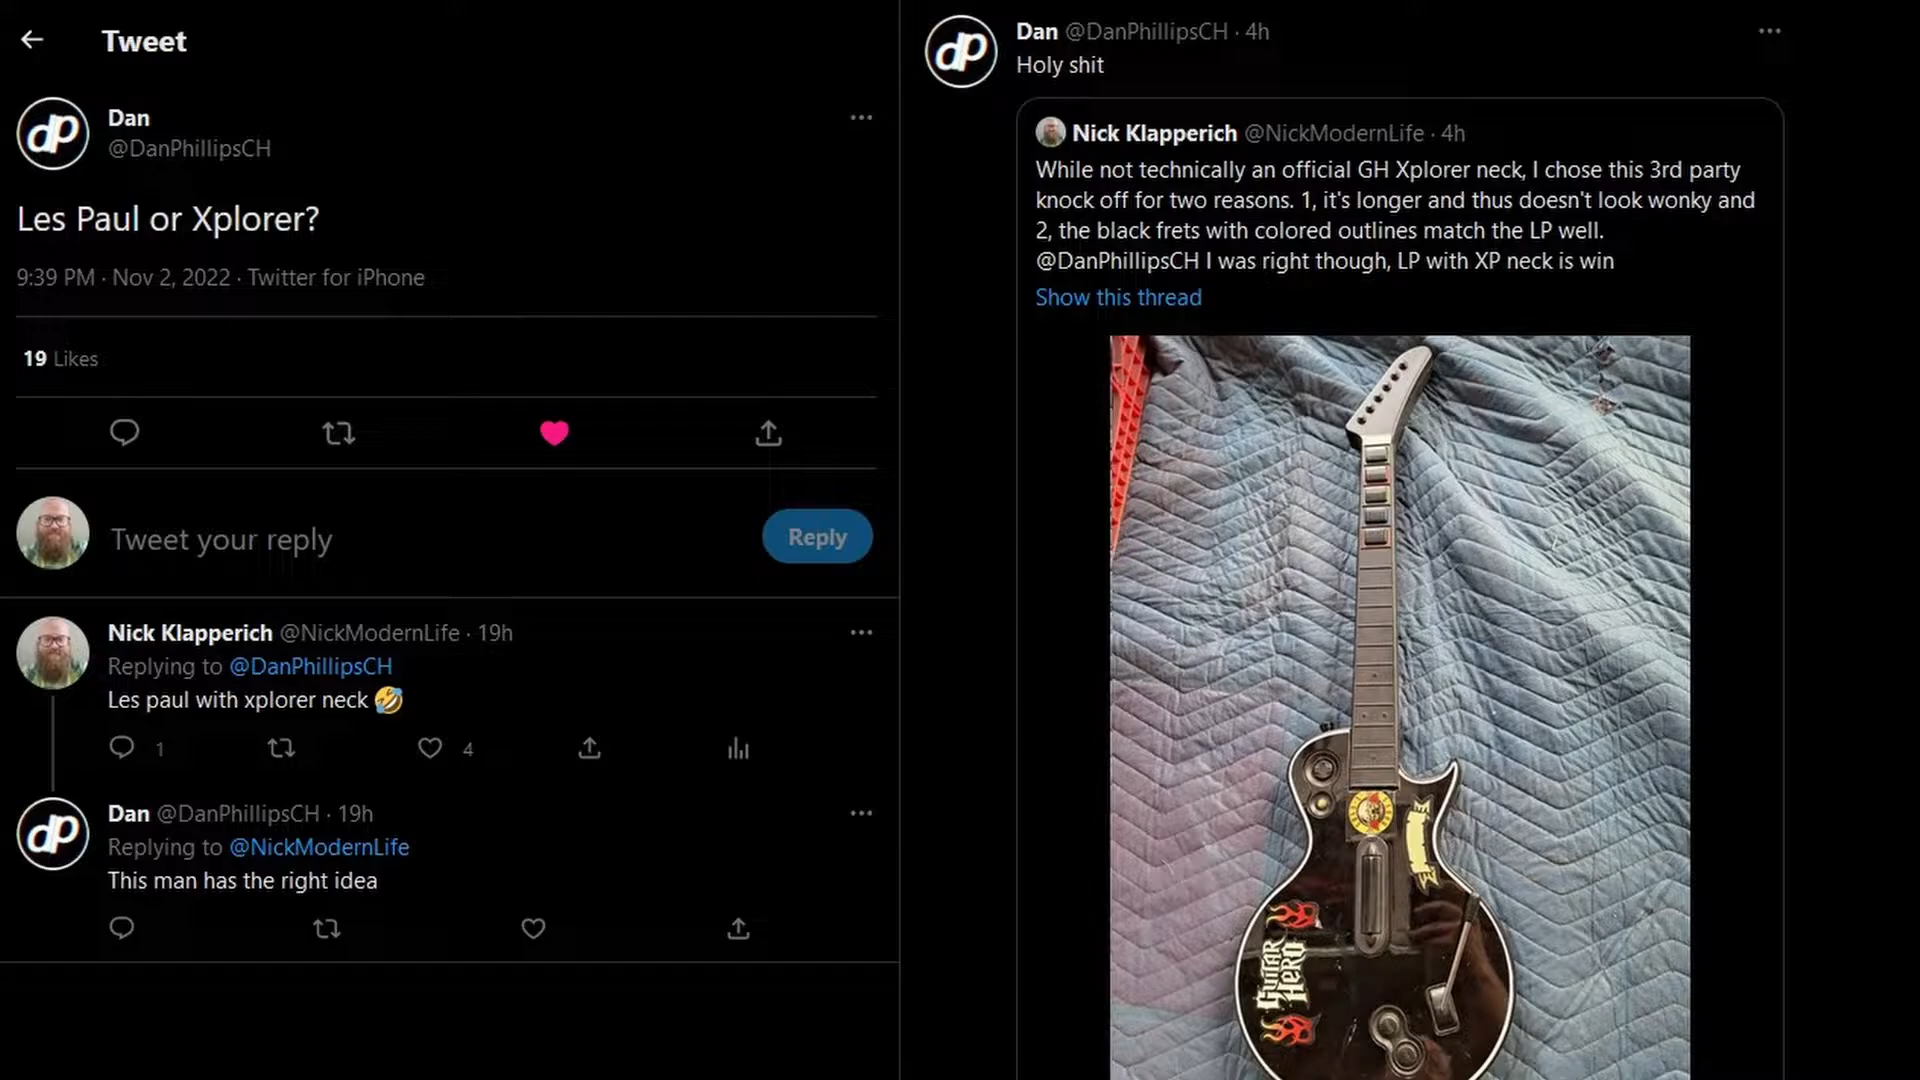 Tweet
Dan
@DanPhillipsCH
Les Paul or Xplorer?
9:39 PM · Nov 2, 2022 · Twitter for iPhone
19 Likes
Tweet your reply
Reply
Nick Klapperich @NickModernLife · 19h
Replying to @DanPhillipsCH
Les paul with xplorer neck 🤣
1
4
Dan @DanPhillipsCH · 19h
Replying to @NickModernLife
This man has the right idea
dp
Dan @DanPhillipsCH · 4h
Holy shit
Nick Klapperich @NickModernLife · 4h
While not technically an official GH Xplorer neck, I chose this 3rd party
knock off for two reasons. 1, it's longer and thus doesn't look wonky and
2, the black frets with colored outlines match the LP well.
@DanPhillipsCH I was right though, LP with XP neck is win
Show this thread
Guitar
Hero